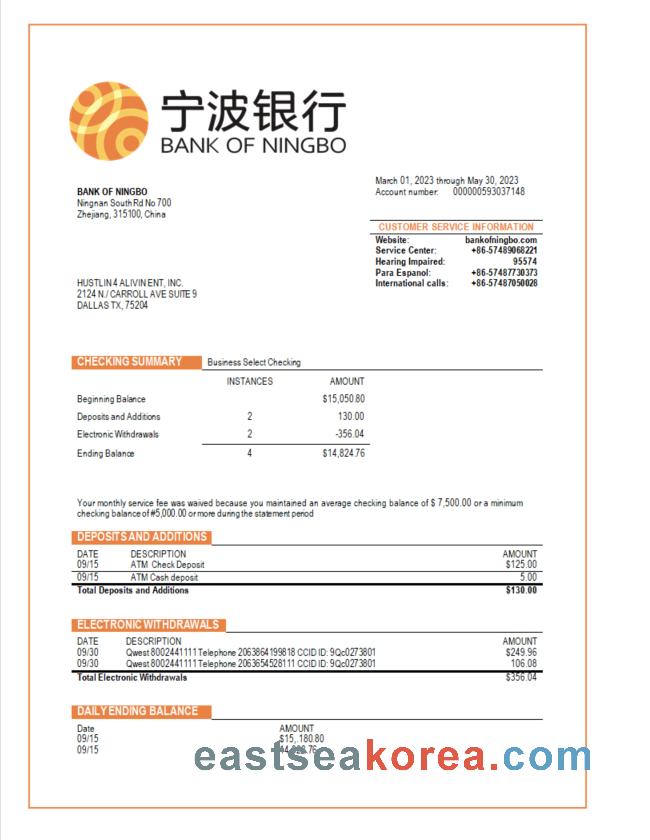 宁波银行
BANK OF NINGBO
March 01, 2023 through May 30, 2023
Account number: 000000593037148
BANK OF NINGBO
Ningnan South Rd No 700
Zhejiang, 315100, China
CUSTOMER SERVICE INFORMATION
Website: bankofningbo.com
Service Center: +86-57489068221
Hearing Impaired: 95574
Para Espanol: +86-57487730373
International calls: +86-57487050028
HUSTLIN 4 ALIVIN ENT, INC.
2124 N./ CARROLL AVE SUITE 9
DALLAS TX, 75204
CHECKING SUMMARY Business Select Checking
INSTANCES AMOUNT
Beginning Balance $15,050.80
Deposits and Additions 2 130.00
Electronic Withdrawals 2 -356.04
Ending Balance 4 $14,824.76
Your monthly service fee was waived because you maintained an average checking balance of $ 7,500.00 or a minimum
checking balance of #5,000.00 or more during the statement period
DEPOSITS AND ADDITIONS
DATE DESCRIPTION AMOUNT
09/15 ATM Check Deposit $125.00
09/15 ATM Cash deposit 5.00
Total Deposits and Additions $130.00
ELECTRONIC WITHDRAWALS
DATE DESCRIPTION AMOUNT
09/30 Qwest 8002441111 Telephone 2063864199818 CCID ID: 9Qc0273801 $249.96
09/30 Qwest 8002441111 Telephone 2063654528111 CCID ID: 9Qc0273801 106.08
Total Electronic Withdrawals $356.04
DAILY ENDING BALANCE
Date AMOUNT
09/15 $15,.180.80
09/15
eastseakorea.com